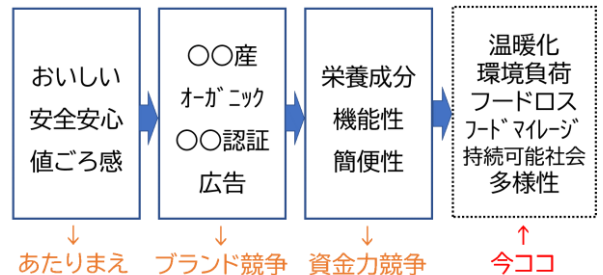 おいしい
安全安心
値ごろ感
〇〇産
ｵｰｶﾞﾆｯｸ
〇〇認証
広告
栄養成分
機能性
簡便性
温暖化
環境負荷
フードロス
ﾌｰﾄﾞﾏｲﾚｰｼﾞ
持続可能社会
多様性
↓
あたりまえ
↓
ブランド競争
↓
資金力競争
↑
今ココ